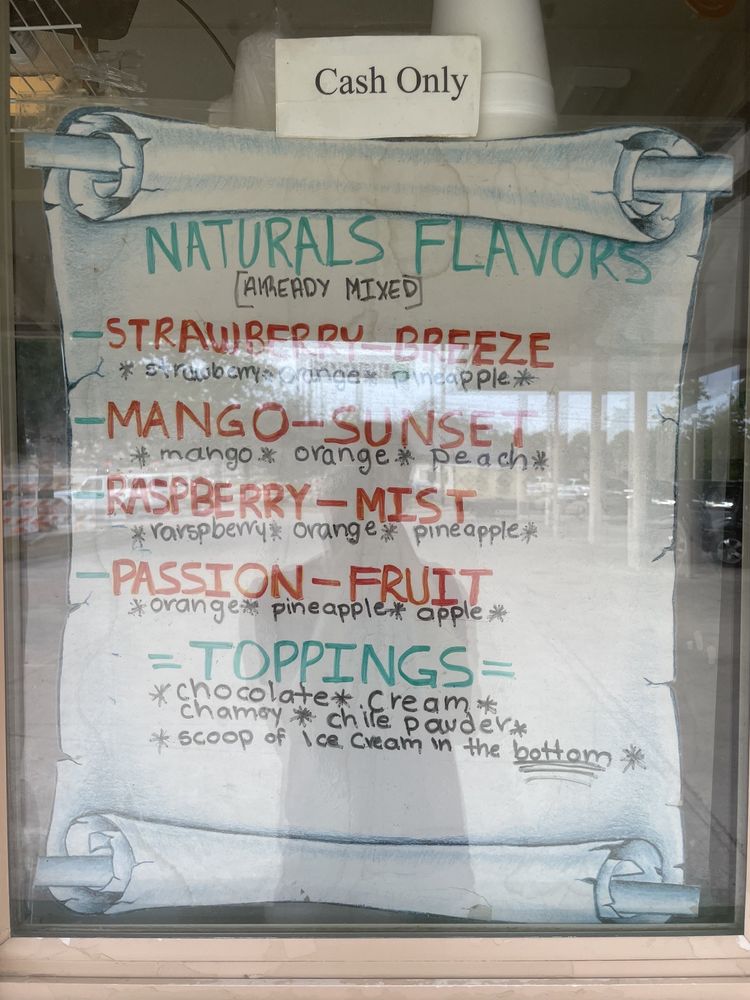 Cash Only
NATURALS FLAVORS
[ALREADY MIXED]
- STRAWBERRY-BREEZE
* strawberry * orange * pineapple *
- MANGO-SUNSET
* mango * orange * peach *
- RASPBERRY-MIST
* rarspberry * orange * pineapple *
- PASSION-FRUIT
* orange * pineapple * apple *
= TOPPINGS =
* chocolate * cream *
chamoy * chile pawder *
* scoop of ice cream in the bottom *